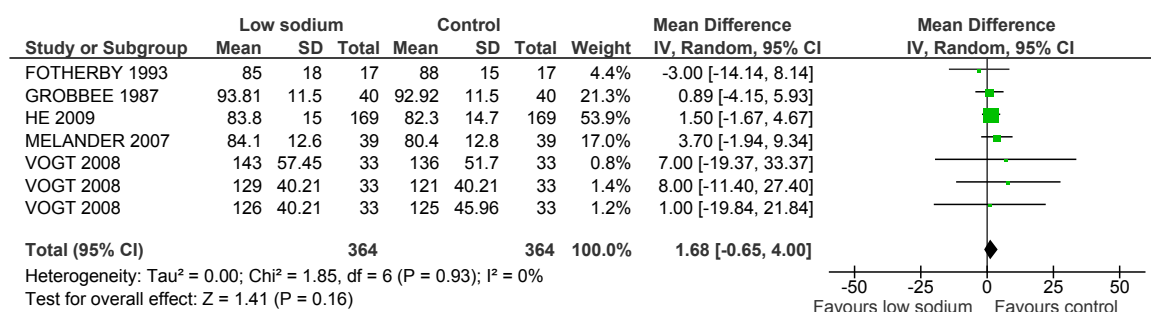 Low sodium Control Mean Difference Mean Difference
Study or Subgroup Mean SD Total Mean SD Total Weight IV, Random, 95% CI IV, Random, 95% CI
FOTHERBY 1993 85 18 17 88 15 17 4.4% -3.00 [-14.14, 8.14]
GROBBEE 1987 93.81 11.5 40 92.92 11.5 40 21.3% 0.89 [-4.15, 5.93]
HE 2009 83.8 15 169 82.3 14.7 169 53.9% 1.50 [-1.67, 4.67]
MELANDER 2007 84.1 12.6 39 80.4 12.8 39 17.0% 3.70 [-1.94, 9.34]
VOGT 2008 143 57.45 33 136 51.7 33 0.8% 7.00 [-19.37, 33.37]
VOGT 2008 129 40.21 33 121 40.21 33 1.4% 8.00 [-11.40, 27.40]
VOGT 2008 126 40.21 33 125 45.96 33 1.2% 1.00 [-19.84, 21.84]
Total (95% CI) 364 364 100.0% 1.68 [-0.65, 4.00]
Heterogeneity: Tau² = 0.00; Chi² = 1.85, df = 6 (P = 0.93); I² = 0%
Test for overall effect: Z = 1.41 (P = 0.16)
-50 -25 0 25 50
Favours low sodium Favours control